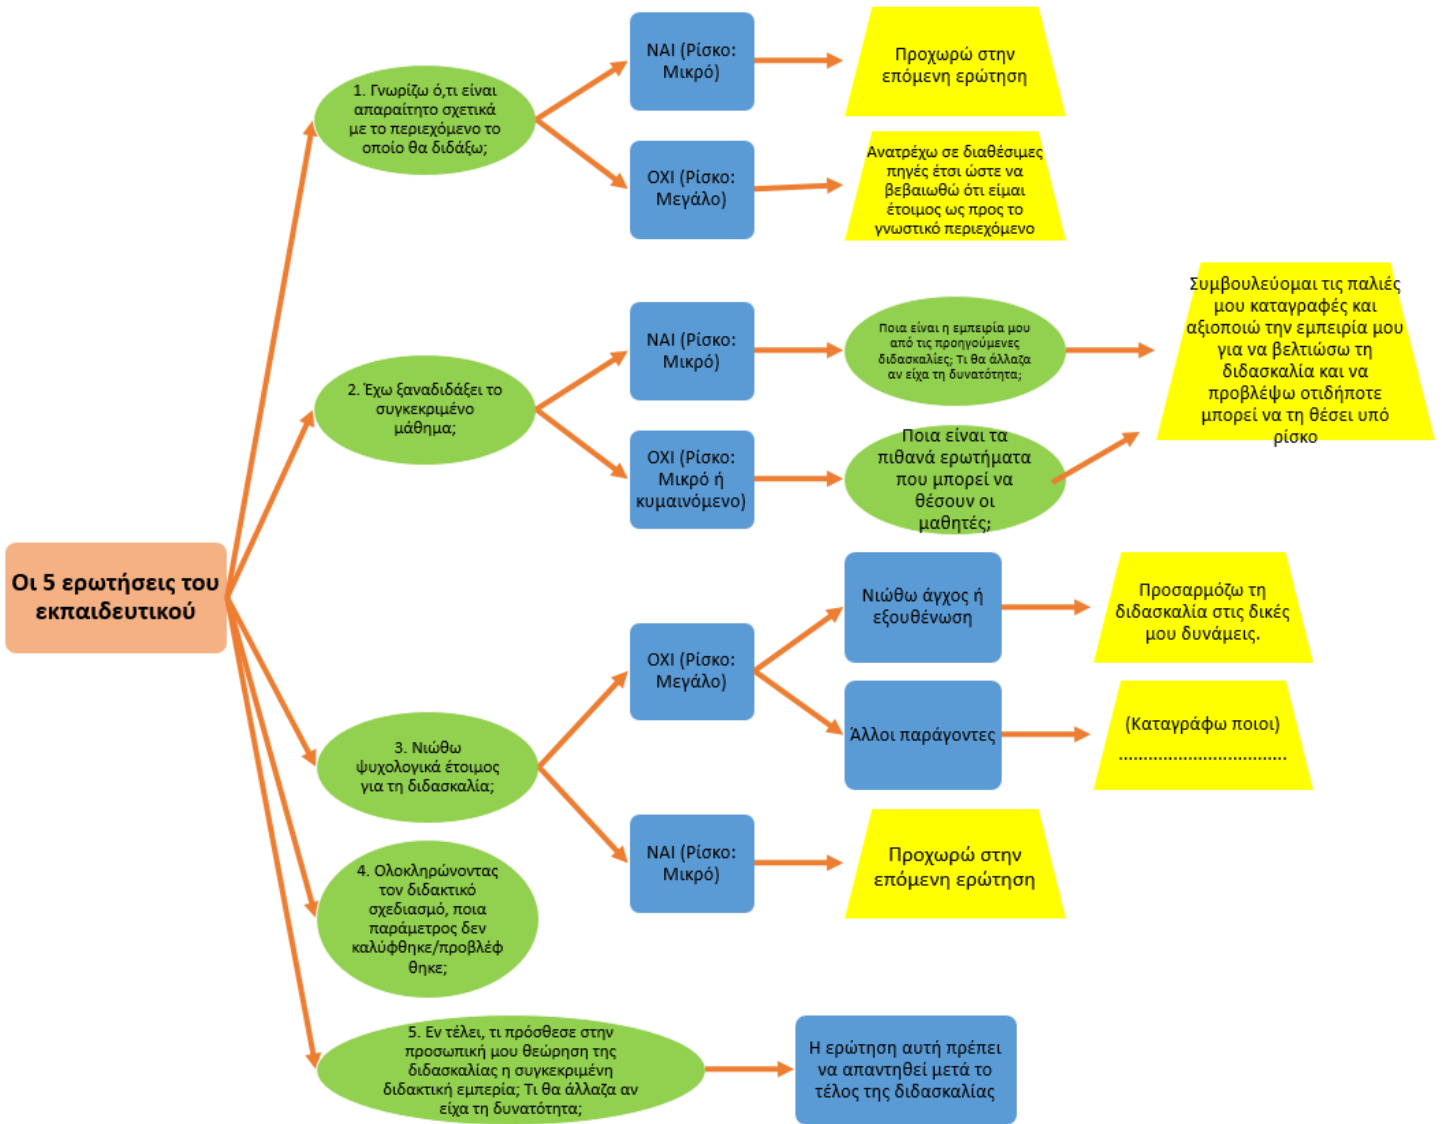 Οι 5 ερωτήσεις του
εκπαιδευτικού
1. Γνωρίζω ό,τι είναι
απαραίτητο σχετικά
με το περιεχόμενο το
οποίο θα διδάξω;
ΝΑΙ (Ρίσκο:
Μικρό)
Προχωρώ στην
επόμενη ερώτηση
ΟΧΙ (Ρίσκο:
Μεγάλο)
Ανατρέχω σε διαθέσιμες
πηγές έτσι ώστε να
βεβαιωθώ ότι είμαι
έτοιμος ως προς το
γνωστικό περιεχόμενο
2. Έχω ξαναδιδάξει το
συγκεκριμένο
μάθημα;
ΝΑΙ (Ρίσκο:
Μικρό)
Ποια είναι η εμπειρία μου
από τις προηγούμενες
διδασκαλίες; Τι θα άλλαζα
αν είχα τη δυνατότητα;
ΟΧΙ (Ρίσκο:
Μικρό ή
κυμαινόμενο)
Ποια είναι τα
πιθανά ερωτήματα
που μπορεί να
θέσουν οι
μαθητές;
Συμβουλεύομαι τις παλιές
μου καταγραφές και
αξιοποιώ την εμπειρία μου
για να βελτιώσω τη
διδασκαλία και να
προβλέψω οτιδήποτε
μπορεί να τη θέσει υπό
ρίσκο
3. Νιώθω
ψυχολογικά έτοιμος
για τη διδασκαλία;
ΟΧΙ (Ρίσκο:
Μεγάλο)
Νιώθω άγχος ή
εξουθένωση
Προσαρμόζω τη
διδασκαλία στις δικές
μου δυνάμεις.
Άλλοι παράγοντες
(Καταγράφω ποιοι)
..................................
ΝΑΙ (Ρίσκο:
Μικρό)
Προχωρώ στην
επόμενη ερώτηση
4. Ολοκληρώνοντας
τον διδακτικό
σχεδιασμό, ποια
παράμετρος δεν
καλύφθηκε/προβλέφ
θηκε;
5. Εν τέλει, τι πρόσθεσε στην
προσωπική μου θεώρηση της
διδασκαλίας η συγκεκριμένη
διδακτική εμπερία; Τι θα άλλαζα αν
είχα τη δυνατότητα;
Η ερώτηση αυτή πρέπει
να απαντηθεί μετά το
τέλος της διδασκαλίας